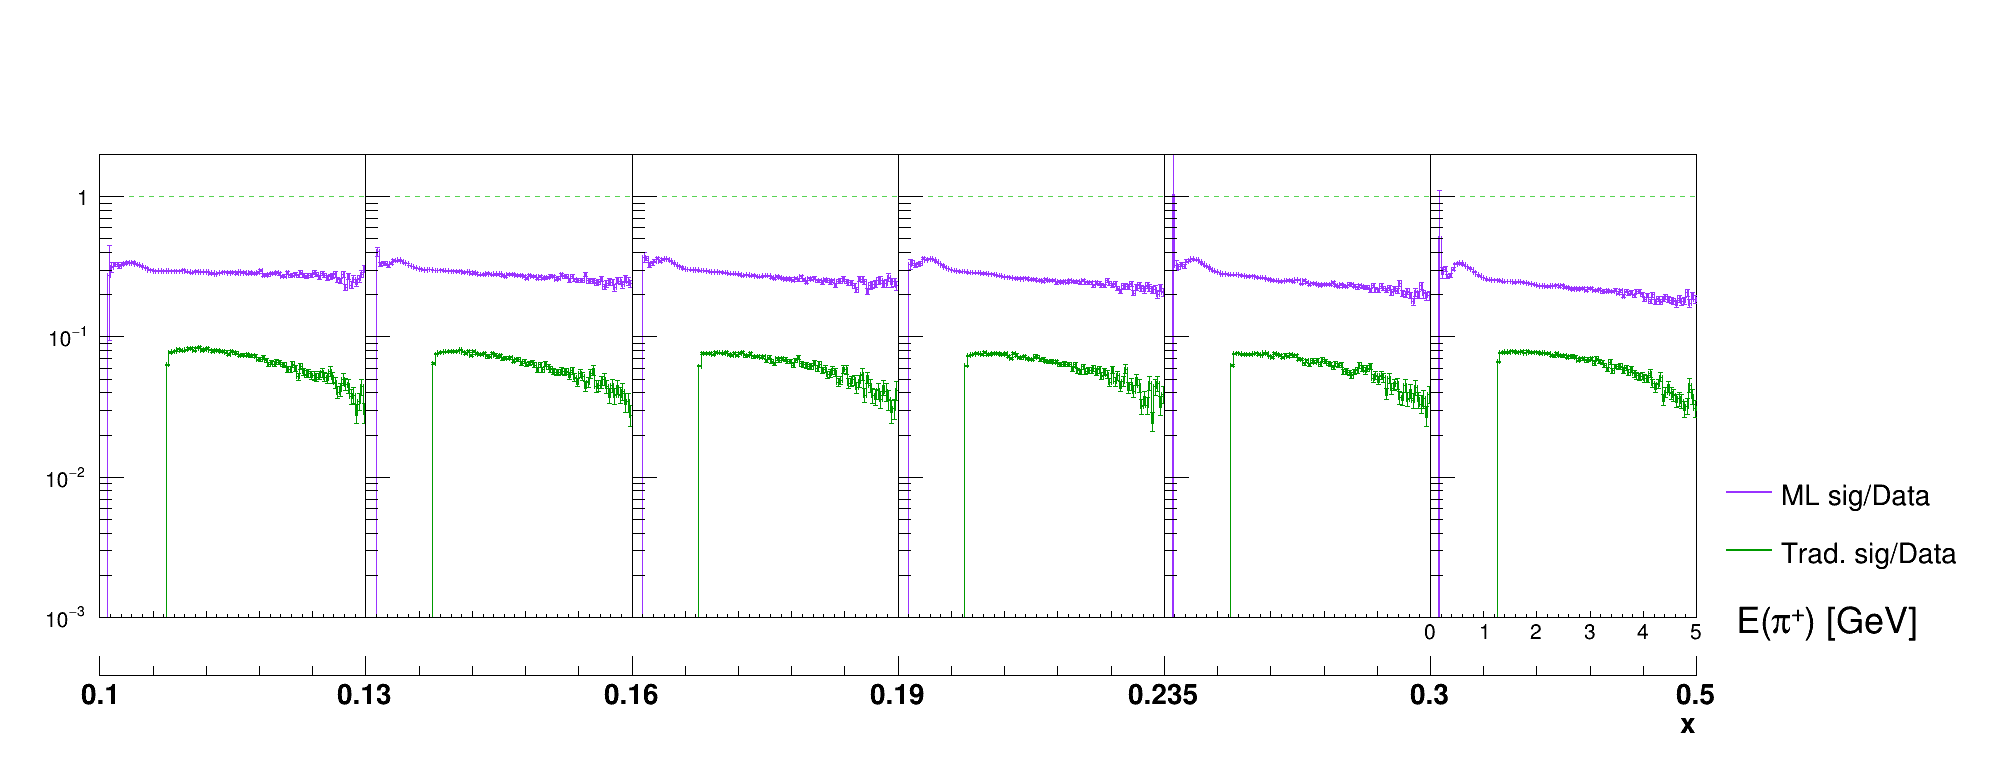 1
10⁻¹
10⁻²
10⁻³
ML sig/Data
Trad. sig/Data
E(π⁺) [GeV]
0 1 2 3 4 5
0.1 0.13 0.16 0.19 0.235 0.3 0.5
x